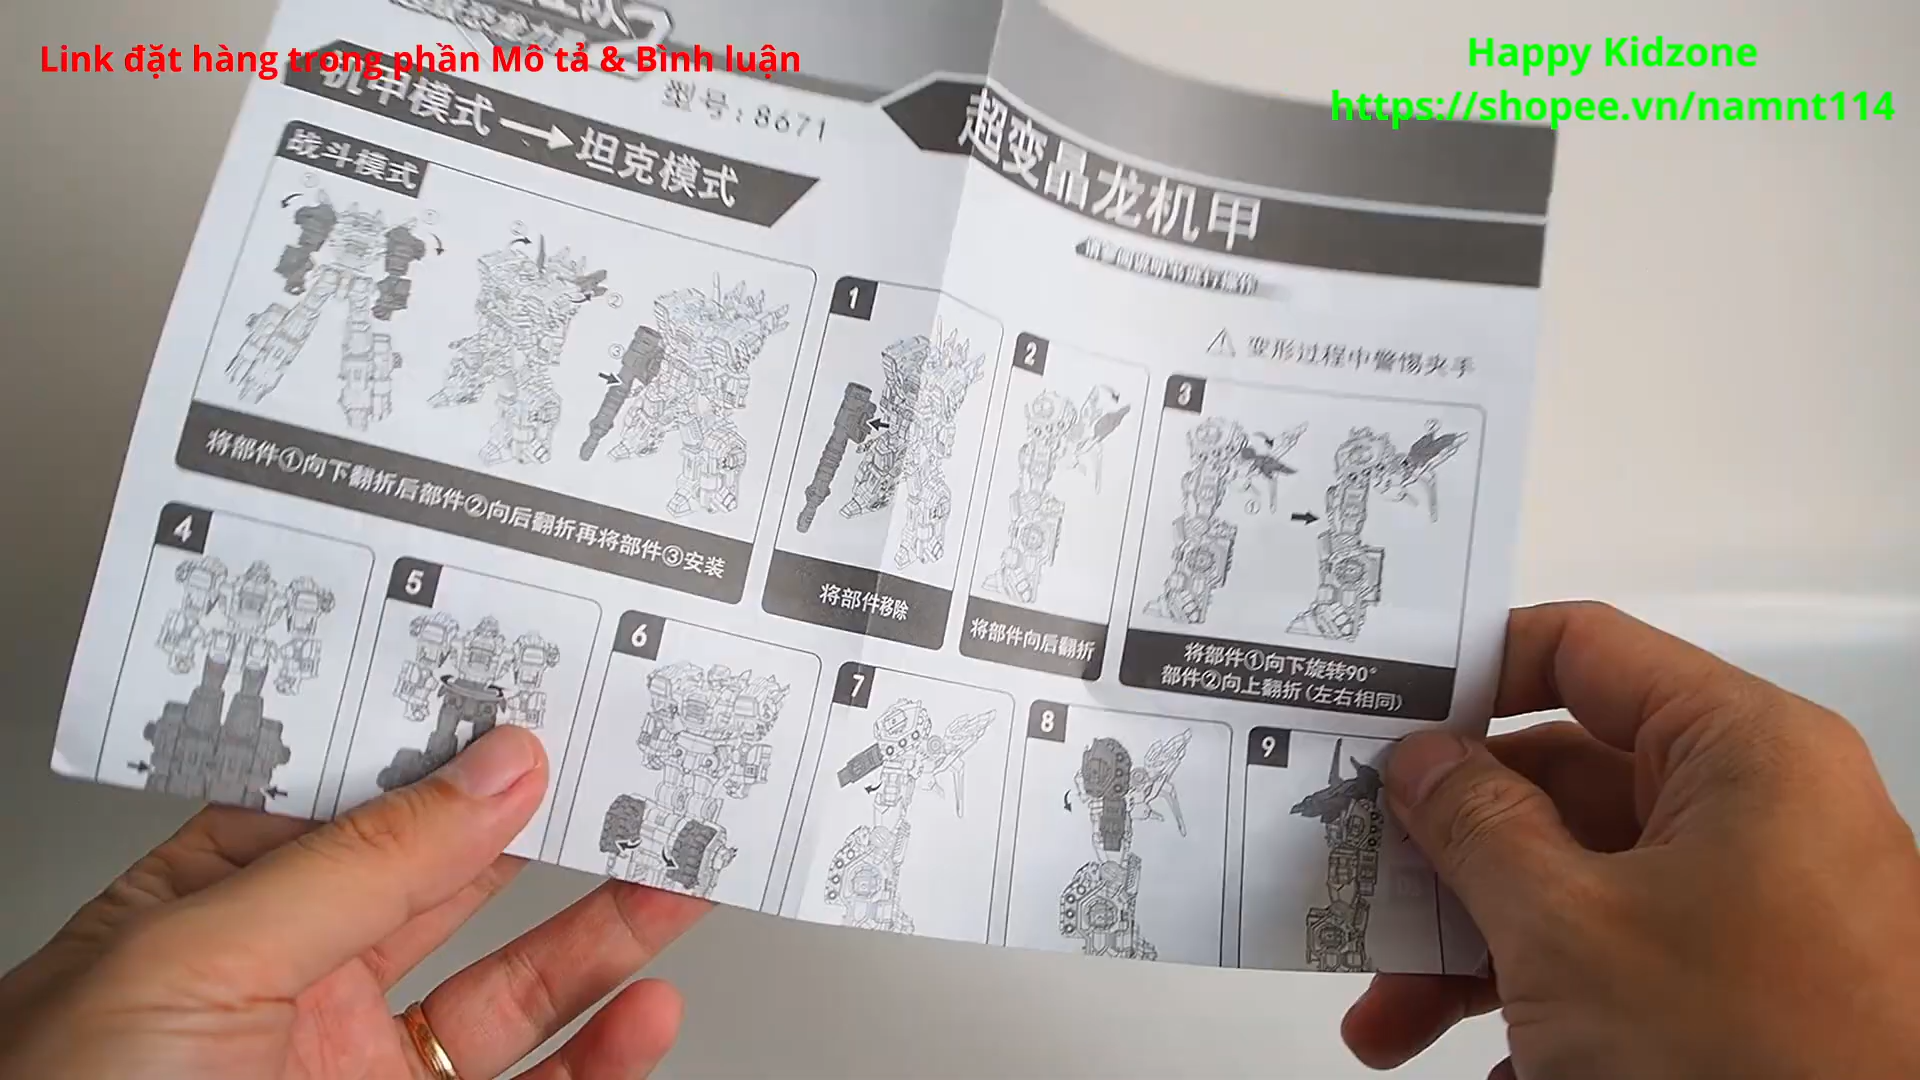 Link đặt hàng trong phần Mô tả & Bình luận
Happy Kidzone
https://shopee.vn/namnt114
型号:8671
机甲模式→坦克模式
超变晶龙机甲
战斗模式
变形过程中警惕夹手
将部件①向下翻折后部件②向后翻折再将部件③安装
1
将部件移除
2
将部件向后翻折
3
将部件①向下旋转90°
部件②向上翻折(左右相同)
4
5
6
7
8
9